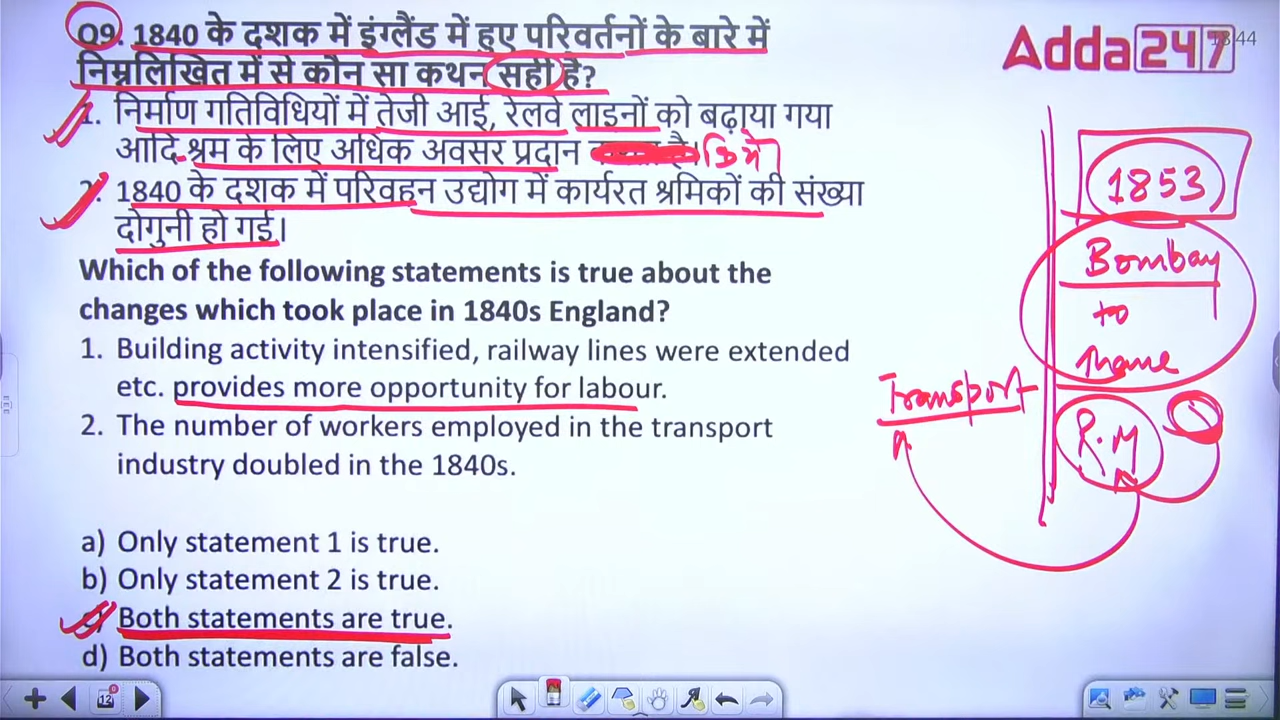 Q9. 1840 के दशक में इंग्लैंड में हुए परिवर्तनों के बारे में
निम्नलिखित में से कौन सा कथन सही है?
1. निर्माण गतिविधियों में तेजी आई, रेलवे लाइनों को बढ़ाया गया
आदि श्रम के लिए अधिक अवसर प्रदान किये।
2. 1840 के दशक में परिवहन उद्योग में कार्यरत श्रमिकों की संख्या
दोगुनी हो गई।
Which of the following statements is true about the
changes which took place in 1840s England?
1. Building activity intensified, railway lines were extended
etc. provides more opportunity for labour.
2. The number of workers employed in the transport
industry doubled in the 1840s.
a) Only statement 1 is true.
b) Only statement 2 is true.
c) Both statements are true.
d) Both statements are false.
Adda247
1853
Bombay
to
Thane
Transport
R.M
12